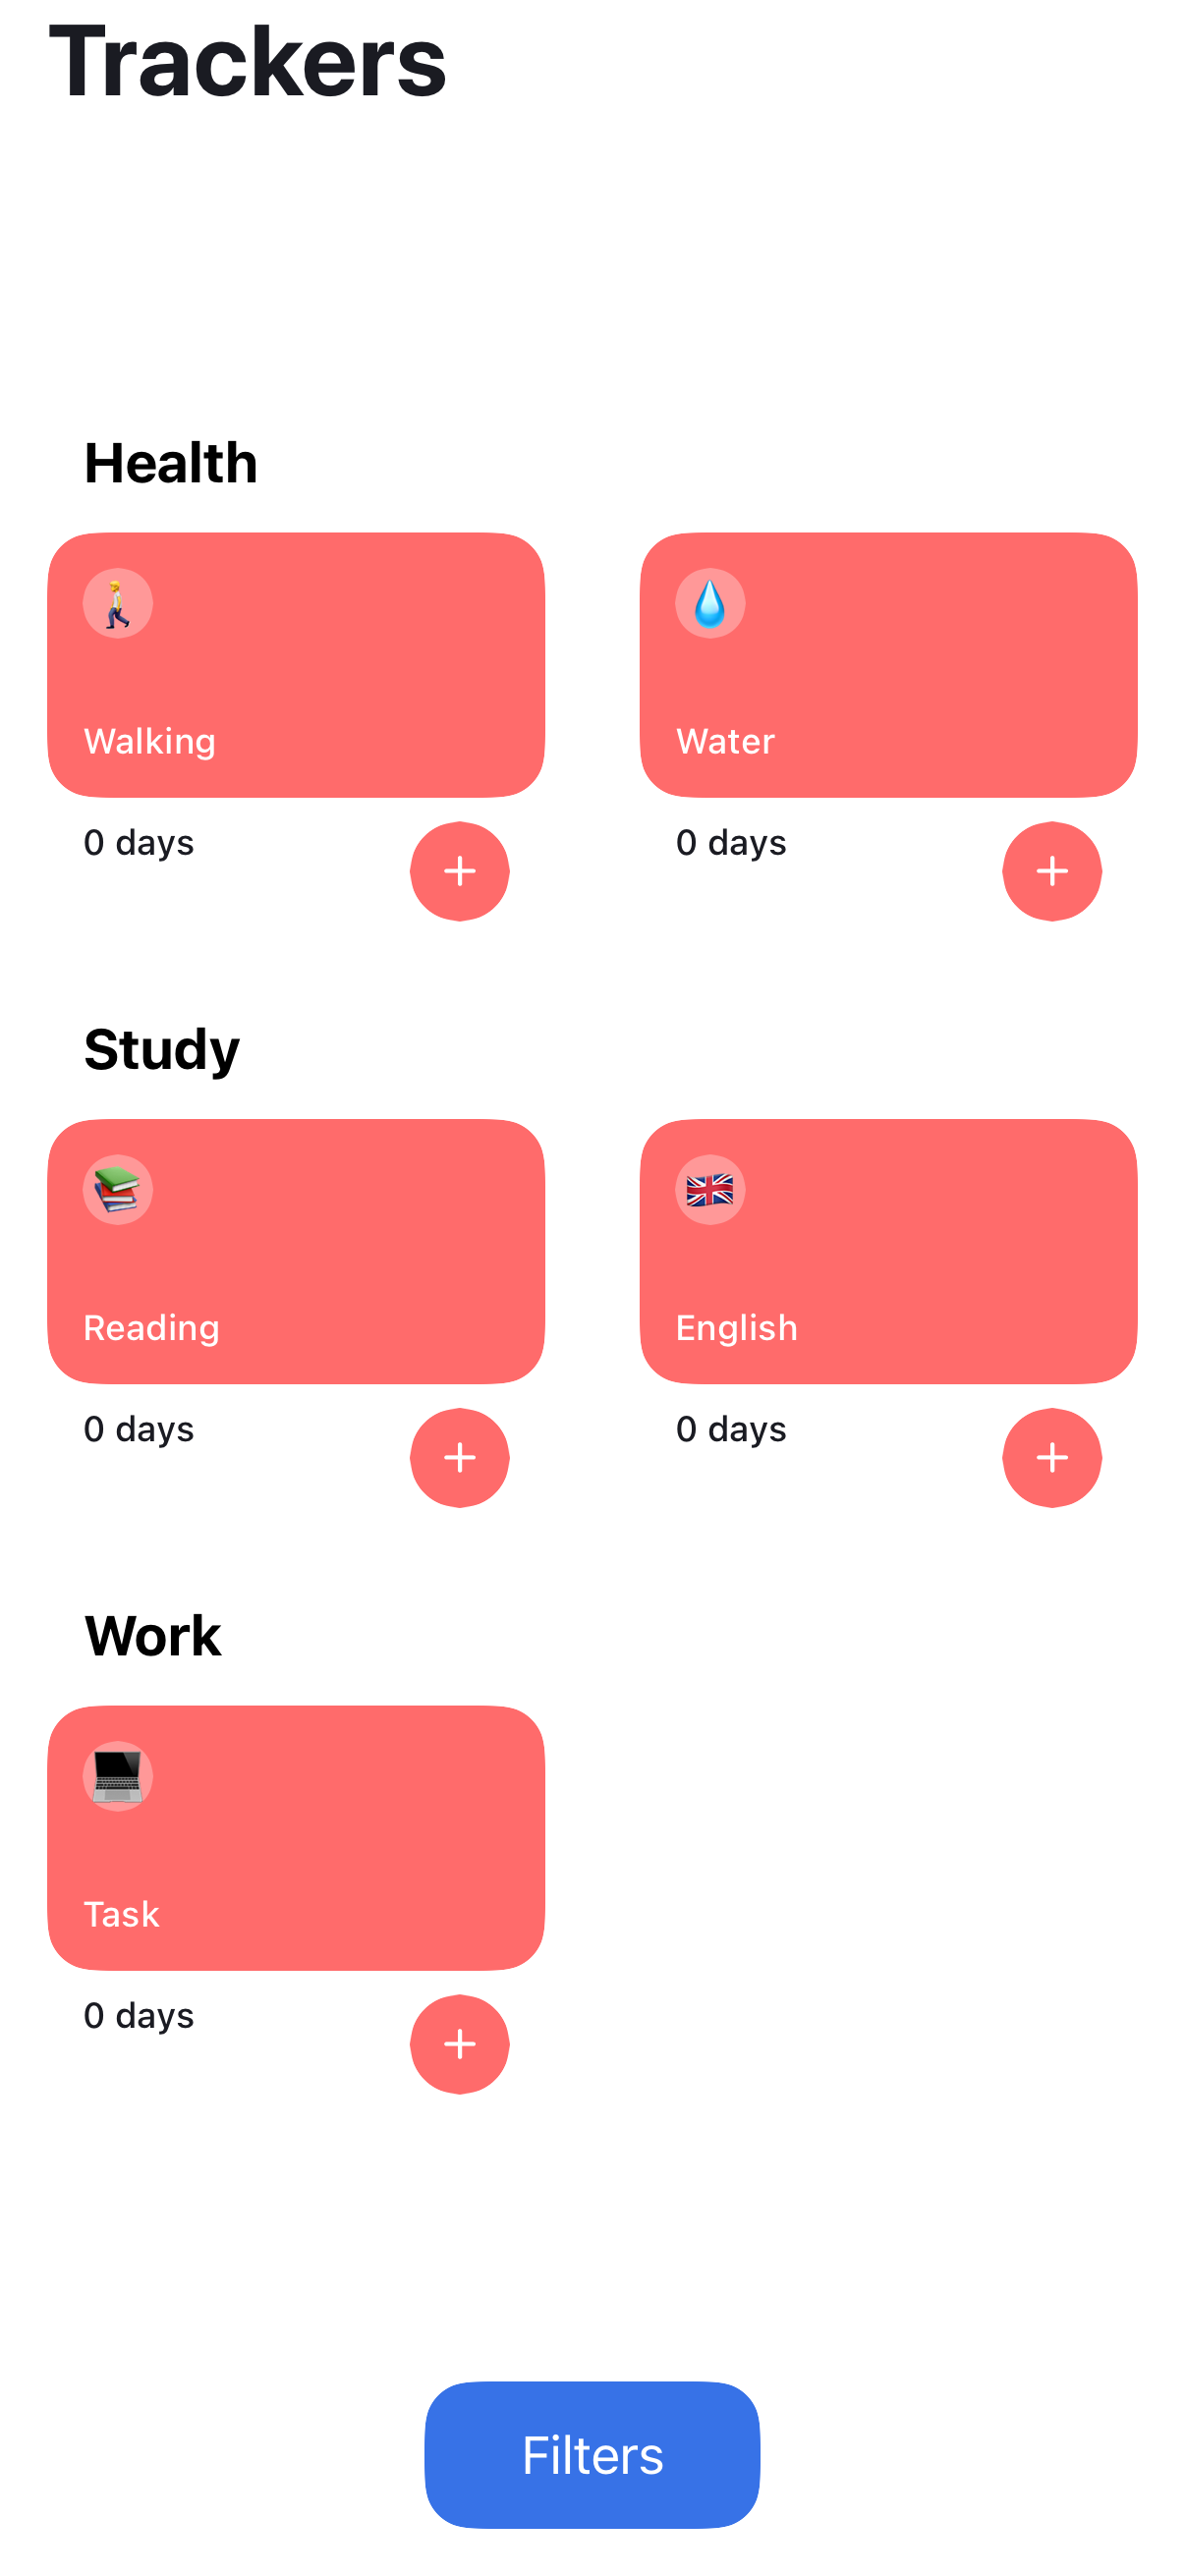 Trackers
Health
Walking
Water
0 days
0 days
Study
Reading
English
0 days
0 days
Work
Task
0 days
Filters